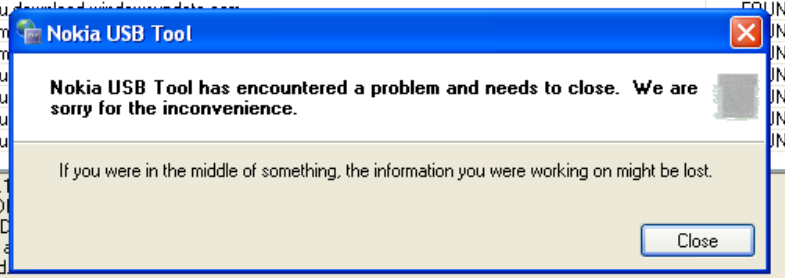 Nokia USB Tool
Nokia USB Tool has encountered a problem and needs to close.  We are
sorry for the inconvenience.
If you were in the middle of something, the information you were working on might be lost.
Close